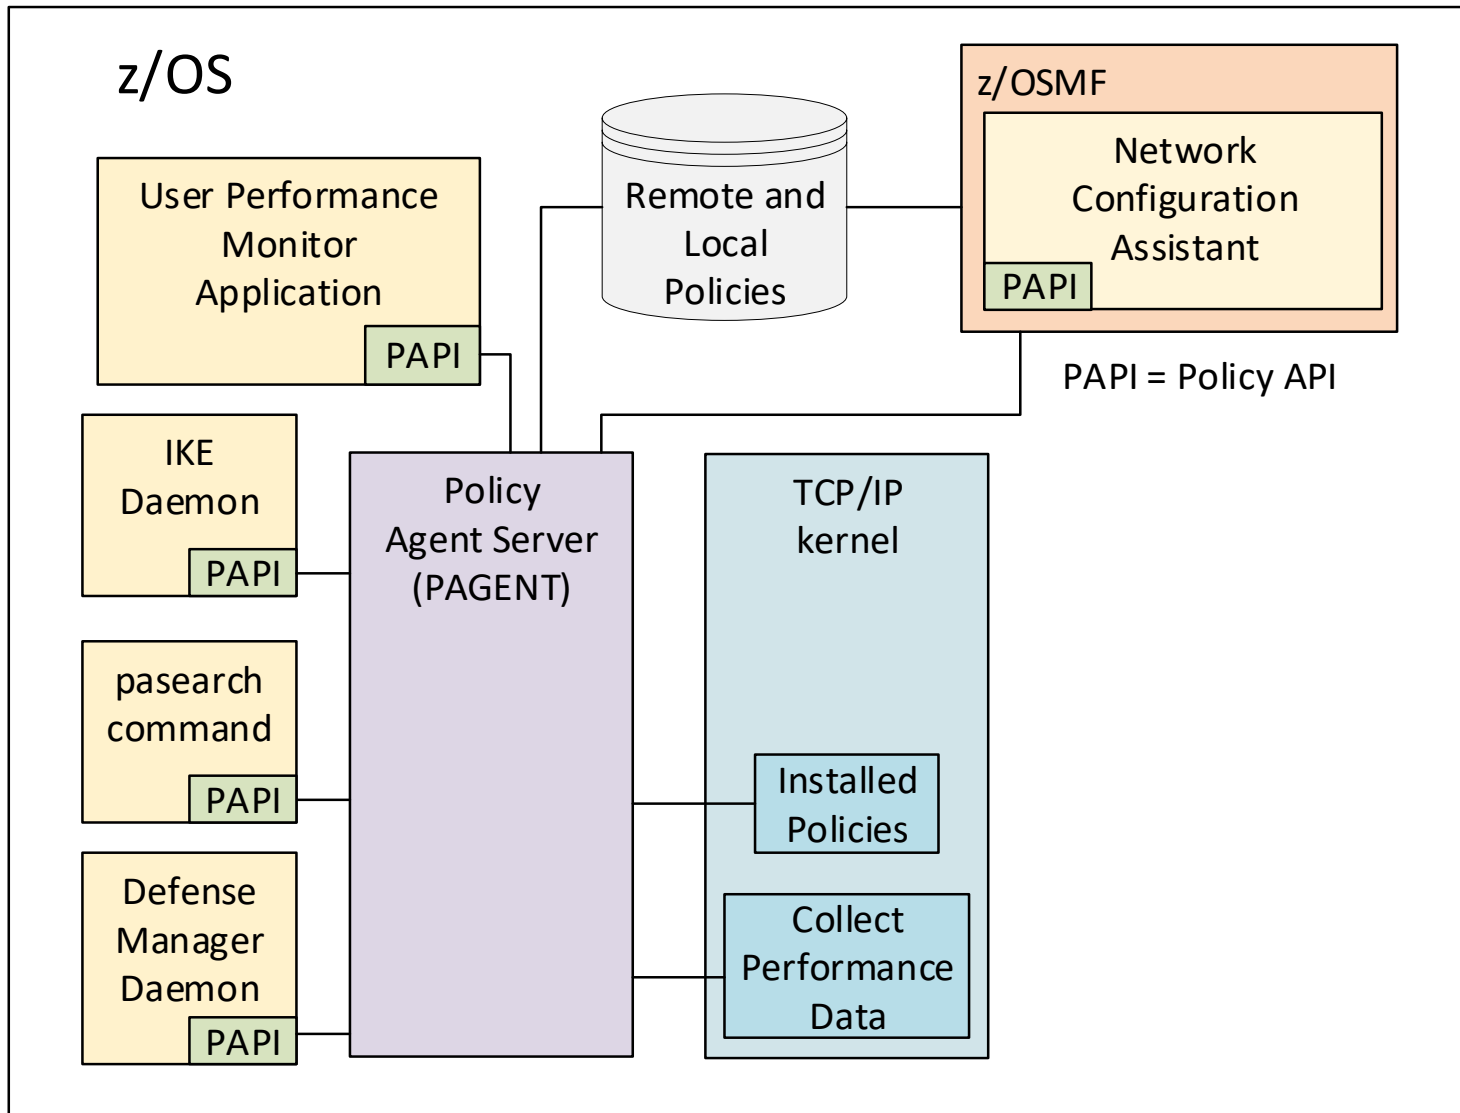 z/OS
User Performance
Monitor
Application
PAPI
Remote and
Local
Policies
z/OSMF
Network
Configuration
Assistant
PAPI
PAPI = Policy API
IKE
Daemon
PAPI
pasearch
command
PAPI
Defense
Manager
Daemon
PAPI
Policy
Agent Server
(PAGENT)
TCP/IP
kernel
Installed
Policies
Collect
Performance
Data